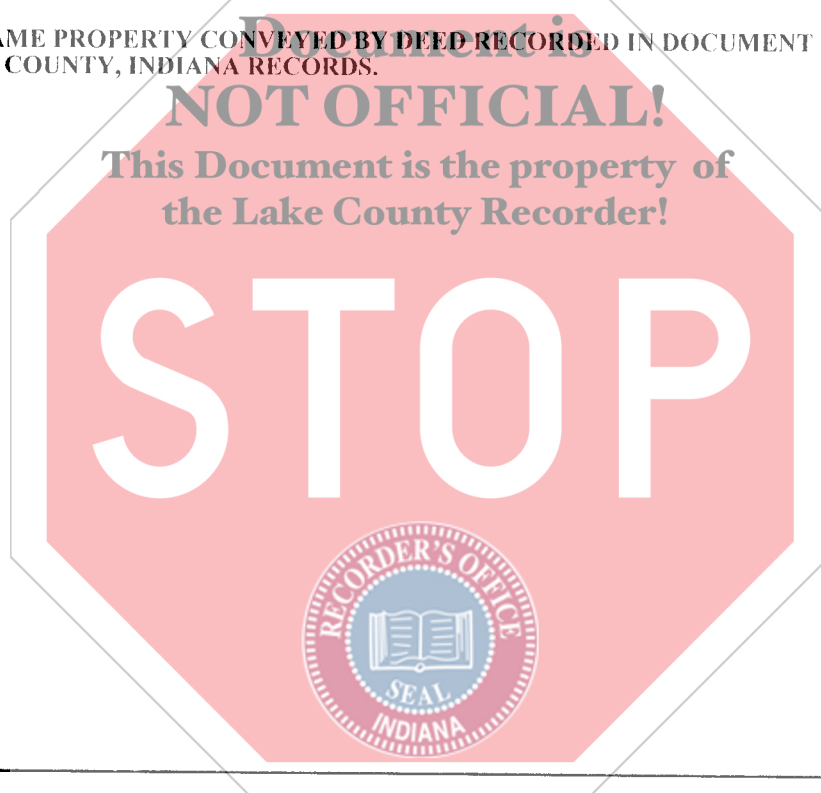 AME PROPERTY CONVEYED BY DEED RECORDED IN DOCUMENT
COUNTY, INDIANA RECORDS.
Document is
NOT OFFICIAL!
This Document is the property of
the Lake County Recorder!
STOP
RECORDER'S OFFICE
SEAL
INDIANA